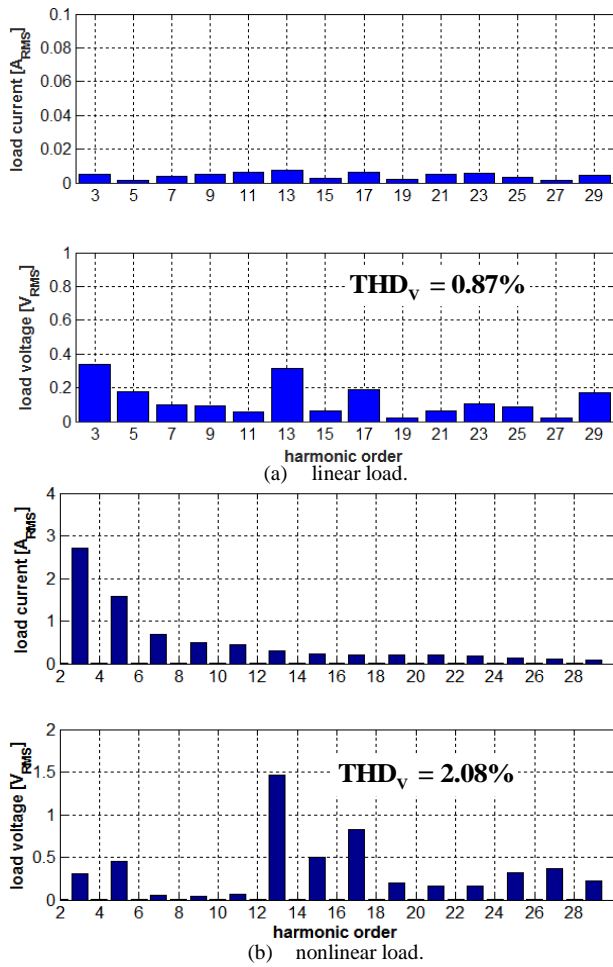 load current [A_RMS]
0.1
0.08
0.06
0.04
0.02
0
3 5 7 9 11 13 15 17 19 21 23 25 27 29
load voltage [V_RMS]
1
0.8
0.6
0.4
0.2
0
THD_V = 0.87%
3 5 7 9 11 13 15 17 19 21 23 25 27 29
harmonic order
(a) linear load.
load current [A_RMS]
4
3
2
1
0
2 4 6 8 10 12 14 16 18 20 22 24 26 28
load voltage [V_RMS]
2
1.5
1
0.5
0
THD_V = 2.08%
2 4 6 8 10 12 14 16 18 20 22 24 26 28
harmonic order
(b) nonlinear load.